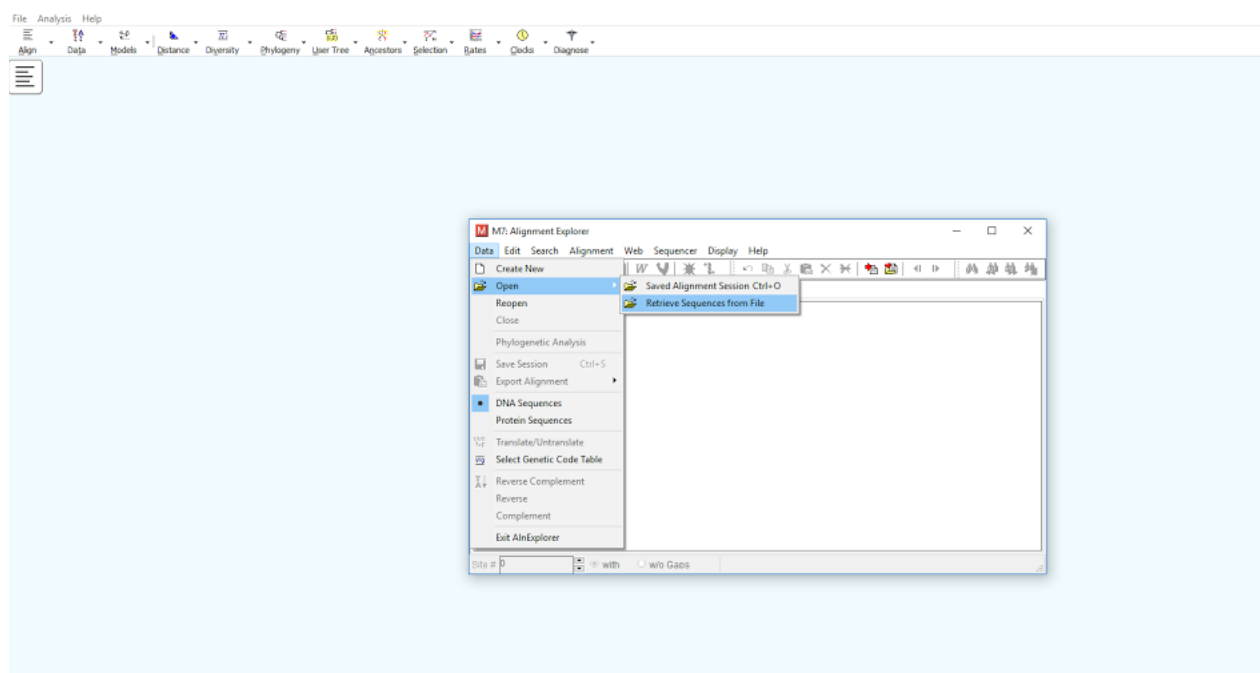 File Analysis Help
Align Data Models Distance Diversity Phylogeny User Tree Ancestors Selection Rates Clocks Diagnose
M7: Alignment Explorer
Data Edit Search Alignment Web Sequencer Display Help
Create New
W
Open
Saved Alignment Session Ctrl+O
Reopen
Retrieve Sequences from File
Close
Phylogenetic Analysis
Save Session Ctrl+S
Export Alignment
DNA Sequences
Protein Sequences
Translate/Untranslate
Select Genetic Code Table
Reverse Complement
Reverse
Complement
Exit AlnExplorer
Site # 0 with w/o Gaps